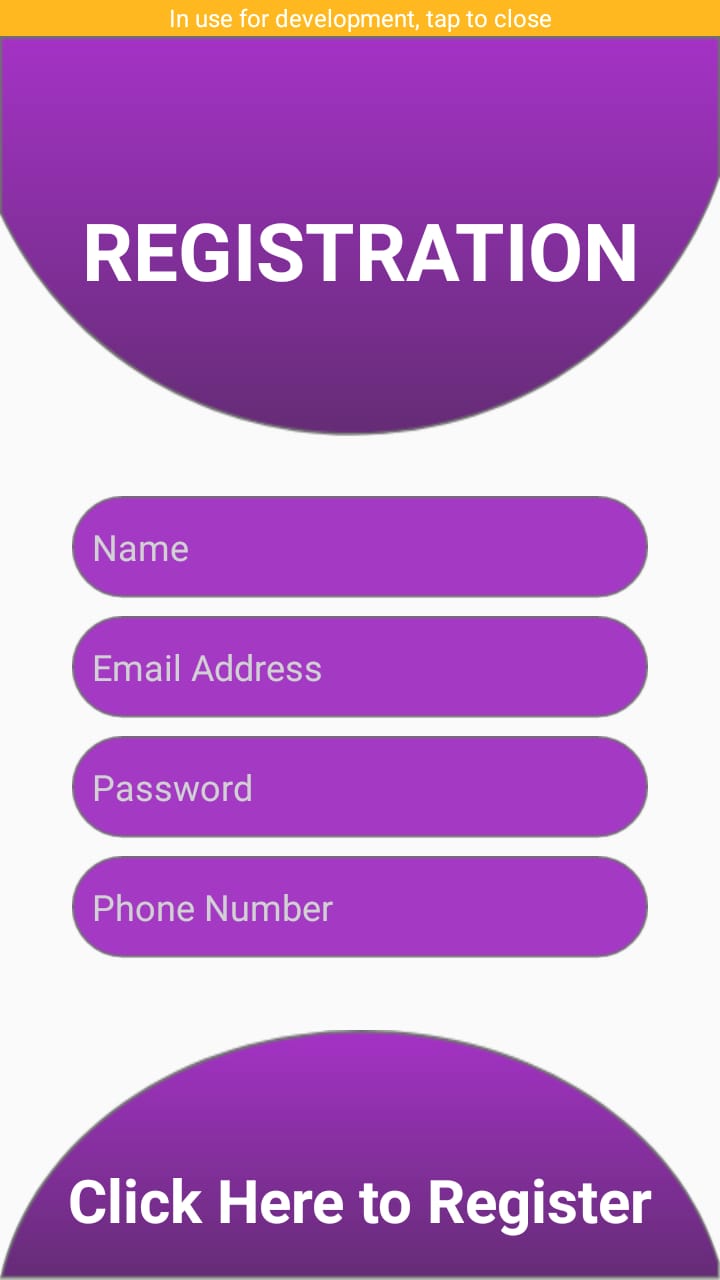 In use for development, tap to close
REGISTRATION
Name
Email Address
Password
Phone Number
Click Here to Register